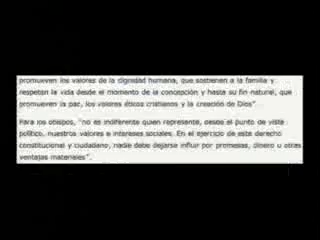 promueven los valores de la dignidad humana, que sostienen a la familia y
respetan la vida desde el momento de la concepción y hasta su fin natural, que
promueven la paz, los valores éticos cristianos y la creación de Dios"
Para los obispos, "no es indiferente quien represente, desde el punto de vista
político, nuestros valores e intereses sociales. En el ejercicio de este derecho
constitucional y ciudadano, nadie debe dejarse influir por promesas, dinero u otras
ventajas materiales".